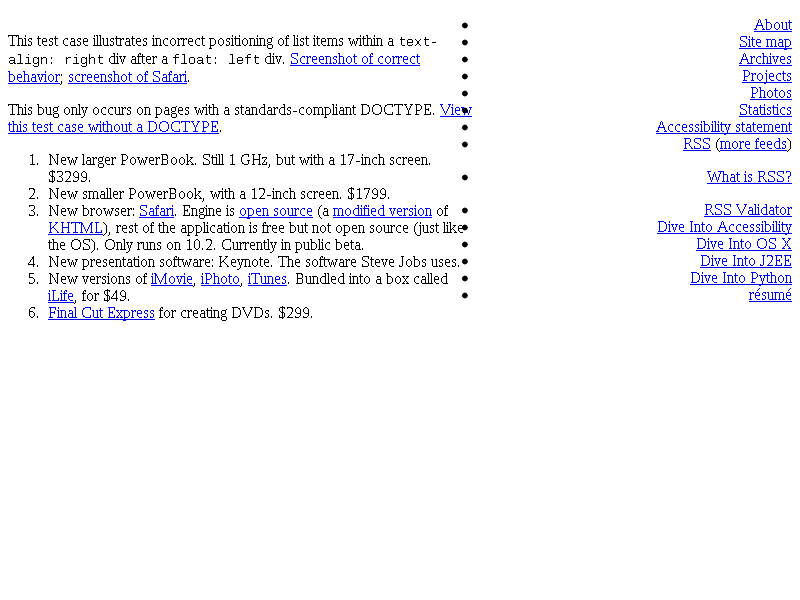 This test case illustrates incorrect positioning of list items within a text-
align: right div after a float: left div. Screenshot of correct
behavior; screenshot of Safari.
This bug only occurs on pages with a standards-compliant DOCTYPE. View
this test case without a DOCTYPE.
1. New larger PowerBook. Still 1 GHz, but with a 17-inch screen.
$3299.
2. New smaller PowerBook, with a 12-inch screen. $1799.
3. New browser: Safari. Engine is open source (a modified version of
KHTML), rest of the application is free but not open source (just like
the OS). Only runs on 10.2. Currently in public beta.
4. New presentation software: Keynote. The software Steve Jobs uses.
5. New versions of iMovie, iPhoto, iTunes. Bundled into a box called
iLife, for $49.
6. Final Cut Express for creating DVDs. $299.
About
Site map
Archives
Projects
Photos
Statistics
Accessibility statement
RSS (more feeds)
What is RSS?
RSS Validator
Dive Into Accessibility
Dive Into OS X
Dive Into J2EE
Dive Into Python
résumé